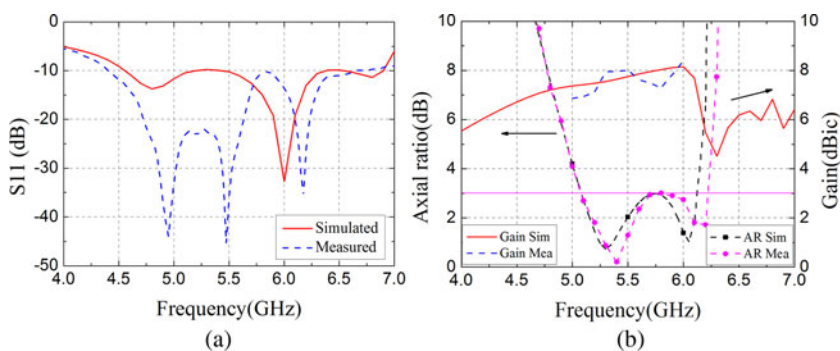 0
-10
-20
-30
-40
-50
S11 (dB)
Simulated
Measured
4.0 4.5 5.0 5.5 6.0 6.5 7.0
Frequency(GHz)
(a)
10
8
6
4
2
0
Axial ratio(dB)
10
8
6
4
2
0
Gain(dBic)
Gain Sim
Gain Mea
AR Sim
AR Mea
4.0 4.5 5.0 5.5 6.0 6.5 7.0
Frequency(GHz)
(b)